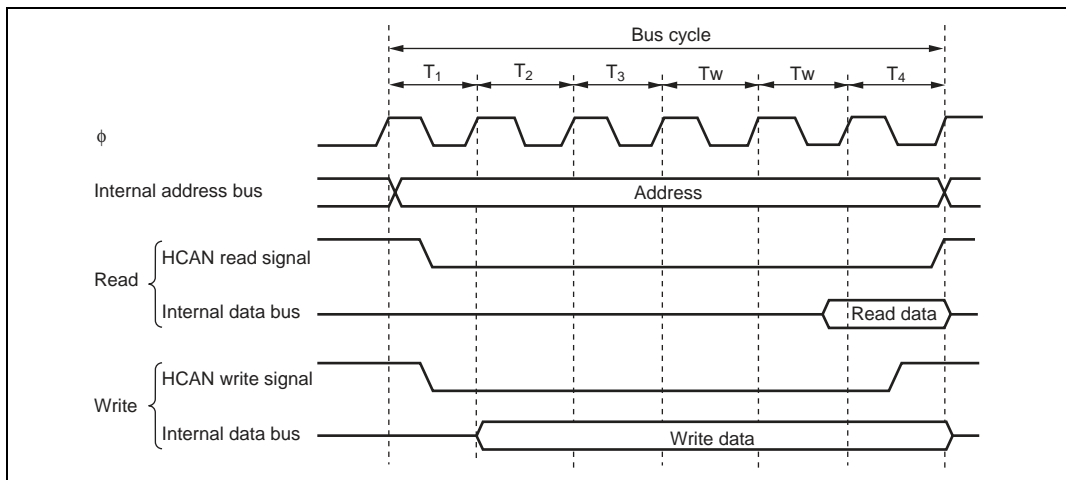 Bus cycle
T1 T2 T3 Tw Tw T4
ϕ
Internal address bus Address
Read
HCAN read signal
Internal data bus Read data
Write
HCAN write signal
Internal data bus Write data